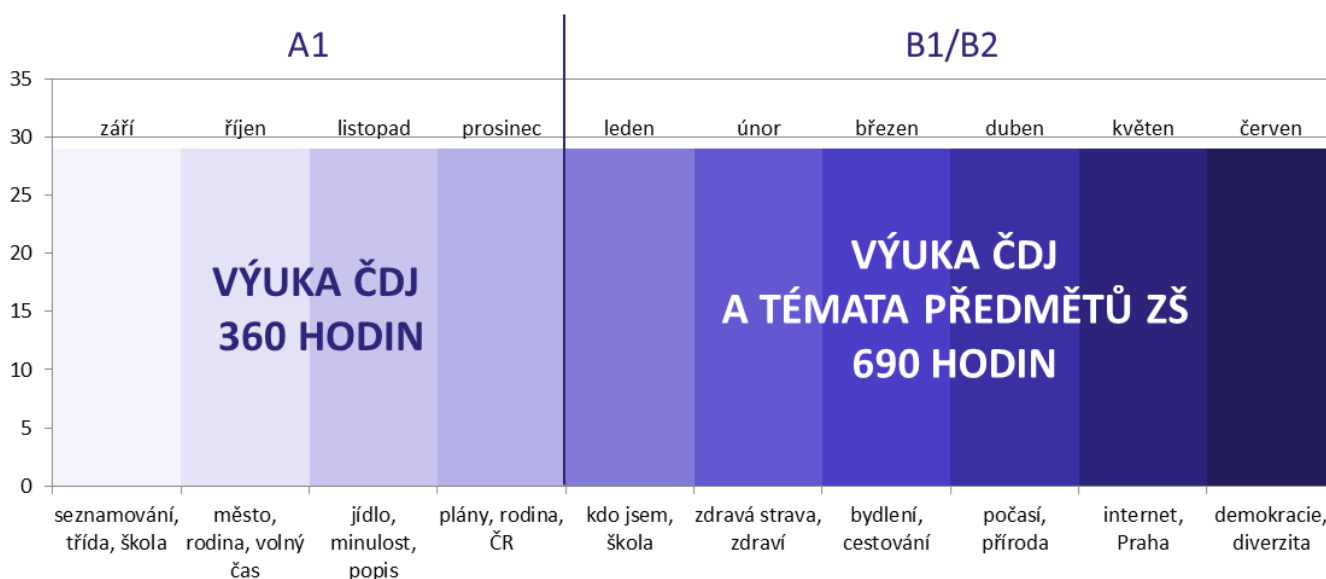 A1 B1/B2
35
září říjen listopad prosinec leden únor březen duben květen červen
30
25
20
15
10
5
0
VÝUKA ČDJ
360 HODIN
VÝUKA ČDJ
A TÉMATA PŘEDMĚTŮ ZŠ
690 HODIN
seznamování,
třída, škola
město,
rodina, volný
čas
jídlo,
minulost,
popis
plány, rodina,
ČR
kdo jsem,
škola
zdravá strava,
zdraví
bydlení,
cestování
počasí,
příroda
internet,
Praha
demokracie,
diverzita